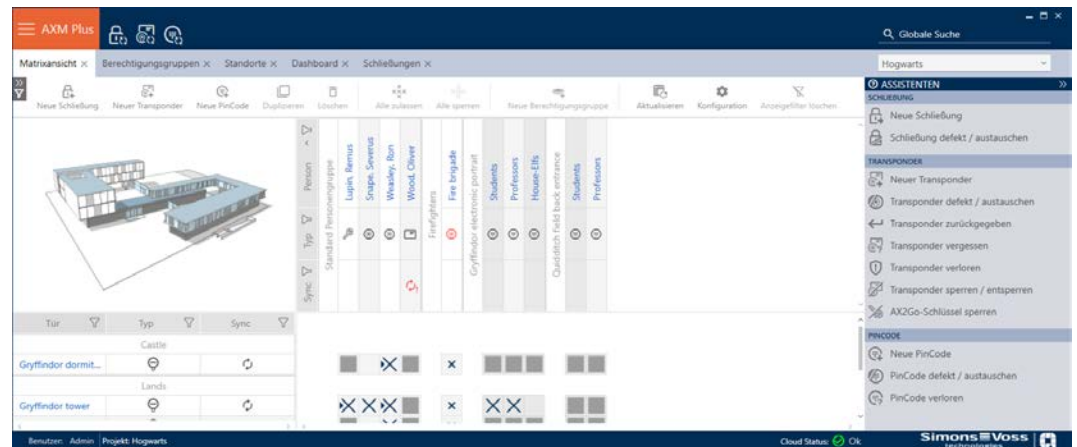 AXM Plus
Globale Suche
Matrixansicht × Berechtigungsgruppen × Standorte × Dashboard × Schließungen ×
Hogwarts
Neue Schließung Neuer Transponder Neue PinCode Duplizieren Löschen Alle zulassen Alle sperren Neue Berechtigungsgruppe Aktualisieren Konfiguration Anzeigefilter löschen
ASSISTENTEN
SCHLIEßUNG
Neue Schließung
Schließung defekt / austauschen
TRANSPONDER
Neuer Transponder
Transponder defekt / austauschen
Transponder zurückgegeben
Transponder vergessen
Transponder verloren
Transponder sperren / entsperren
AX2Go-Schlüssel sperren
PINCODE
Neue PinCode
PinCode defekt / austauschen
PinCode verloren
Person
Typ
Sync
Standard Personengruppe
Lupin, Remus
Snape, Severus
Weasley, Ron
Wood, Oliver
Firefighters
Fire brigade
Gryffindor electronic portrait
Students
Professors
House-Elfs
Quidditch field back entrance
Students
Professors
Tür Typ Sync
Castle
Gryffindor dormit...
Lands
Gryffindor tower
Benutzer: Admin Projekt: Hogwarts
Cloud Status: Ok
Simons Voss
technologies